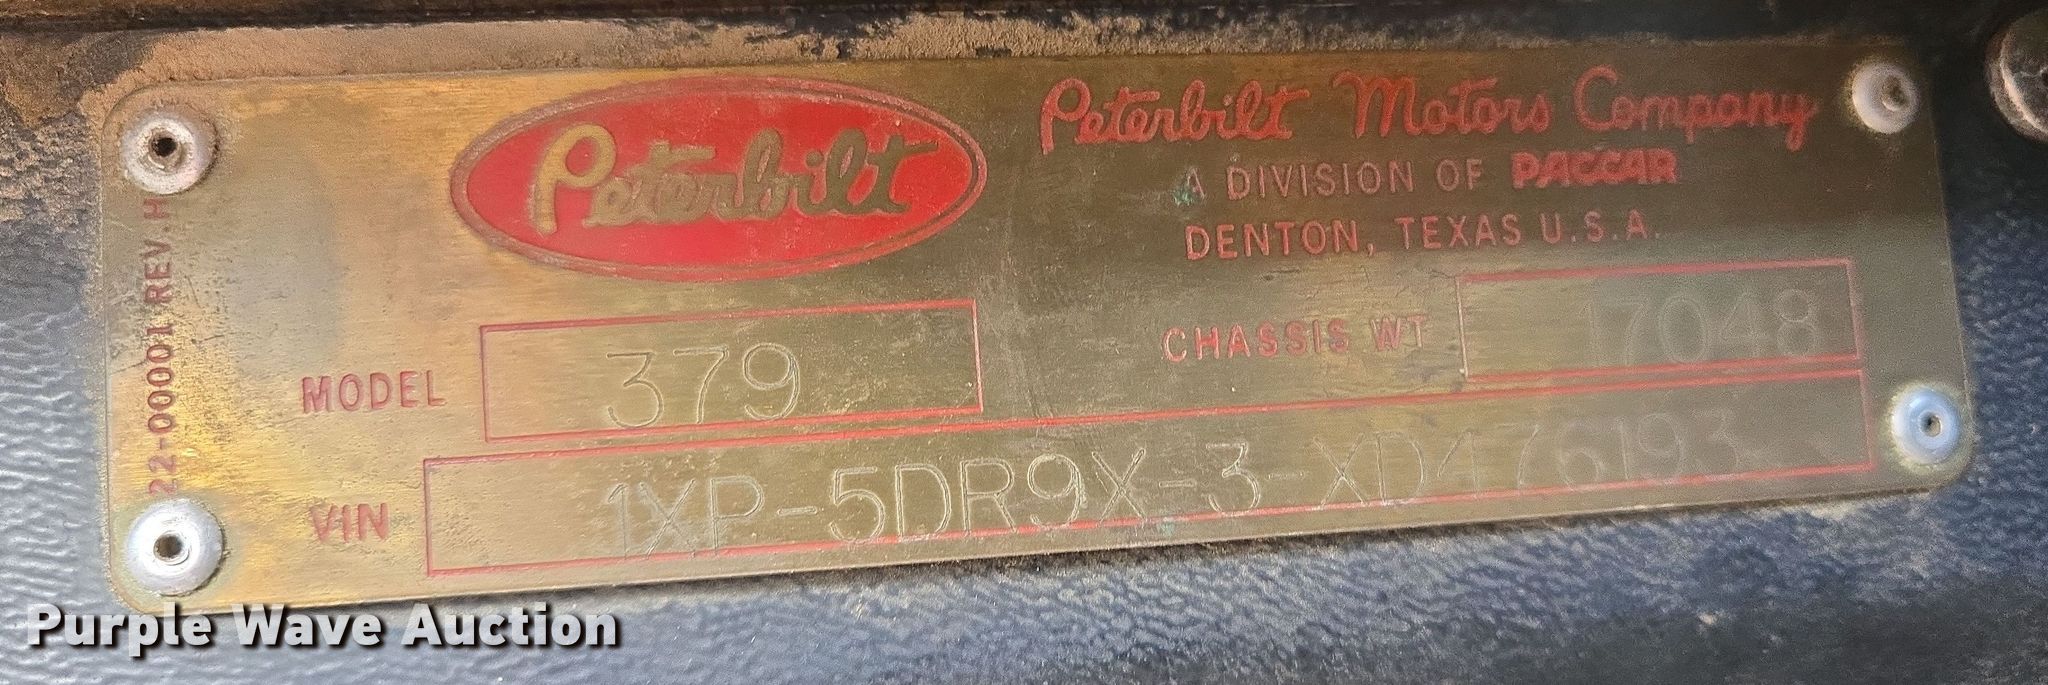 Peterbilt
Peterbilt Motors Company
A DIVISION OF PACCAR
DENTON, TEXAS U.S.A.
22-00001 REV. H
MODEL 379
CHASSIS WT 17048
VIN 1XP-5DR9X-3-XD476193
Purple Wave Auction